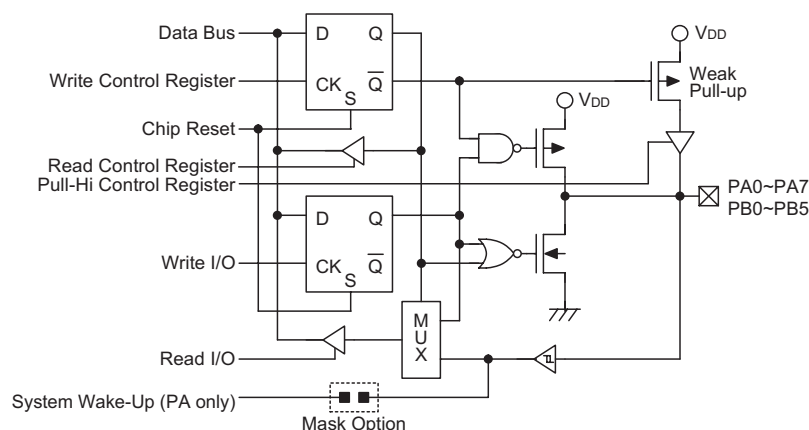 Data Bus
D Q
VDD
Write Control Register
CK Q
S
Weak
Pull-up
VDD
Chip Reset
Read Control Register
Pull-Hi Control Register
PA0~PA7
PB0~PB5
D Q
Write I/O
CK Q
S
M
U
X
Read I/O
System Wake-Up (PA only)
Mask Option